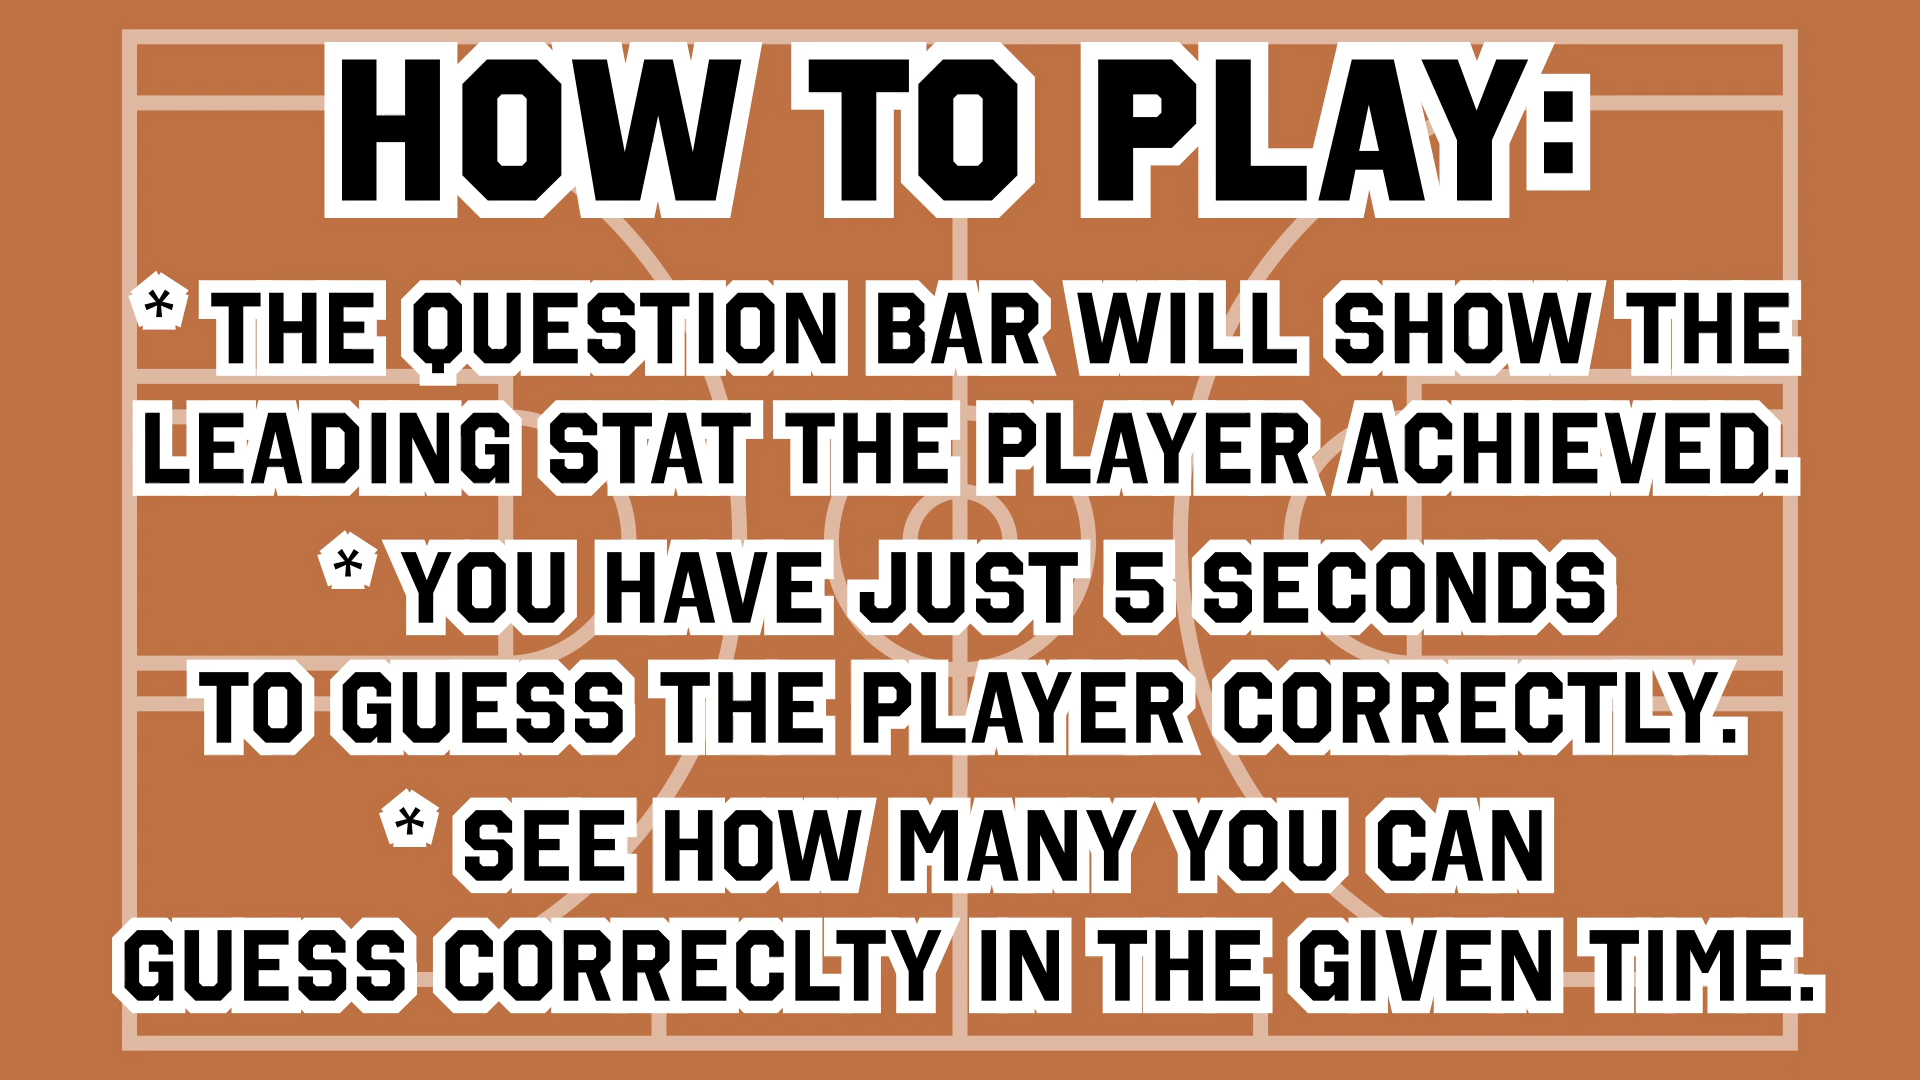 HOW TO PLAY:
* THE QUESTION BAR WILL SHOW THE
LEADING STAT THE PLAYER ACHIEVED.
* YOU HAVE JUST 5 SECONDS
TO GUESS THE PLAYER CORRECTLY.
* SEE HOW MANY YOU CAN
GUESS CORRECLTY IN THE GIVEN TIME.